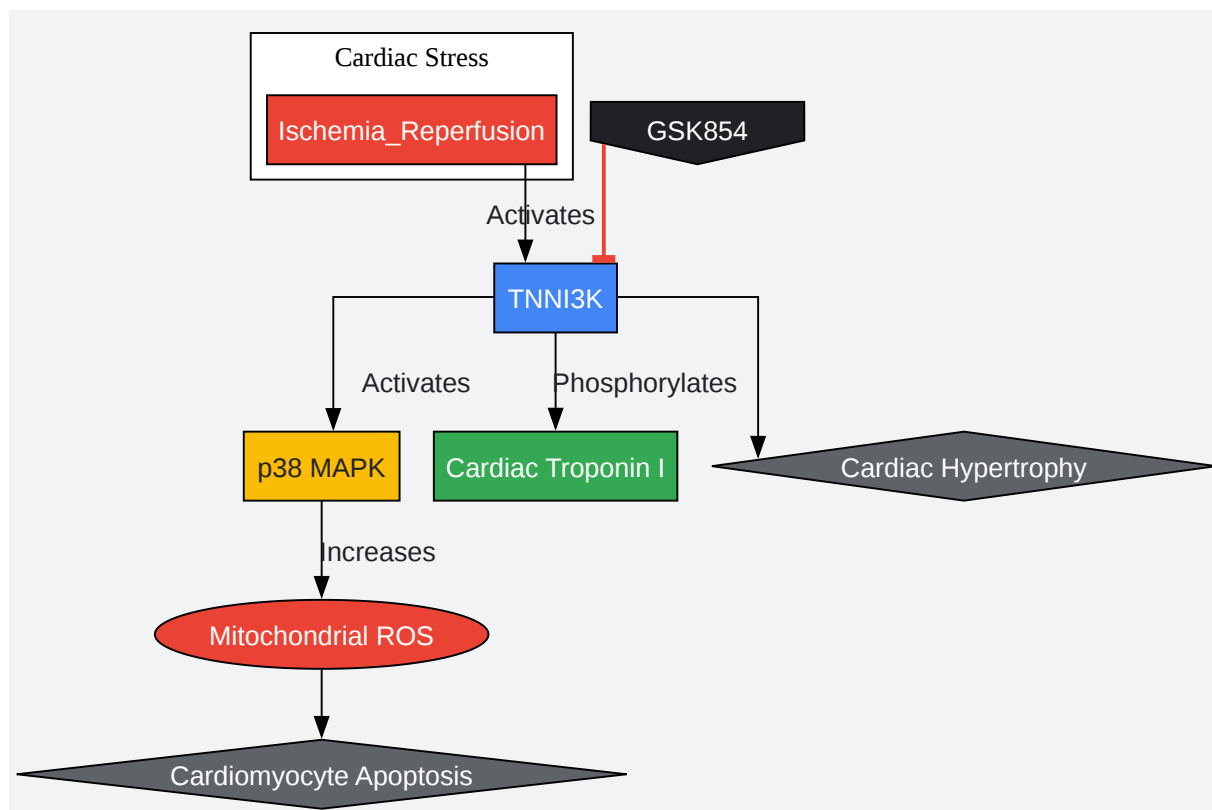 Cardiac Stress
Ischemia_Reperfusion
GSK854
Activates
TNNI3K
Activates
Phosphorylates
p38 MAPK
Cardiac Troponin I
Cardiac Hypertrophy
Increases
Mitochondrial ROS
Cardiomyocyte Apoptosis